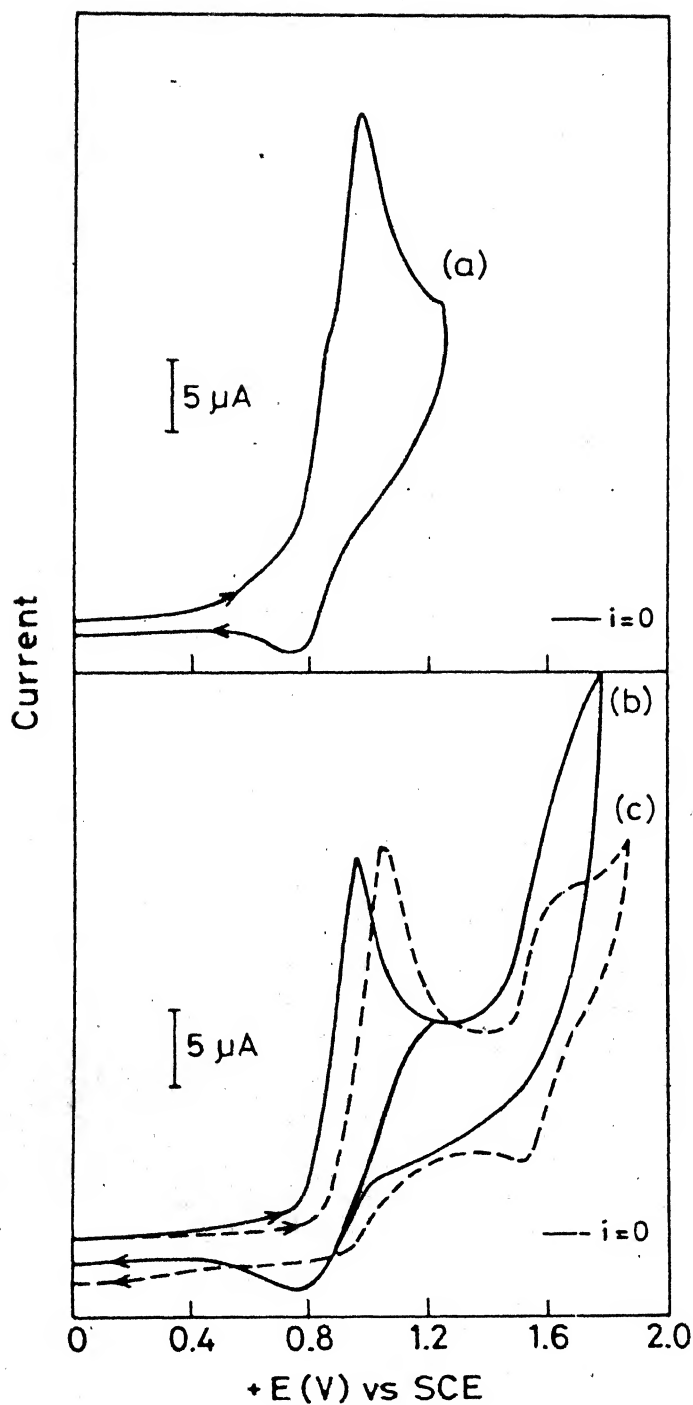 (a)
5 μA
i=0
Current
(b)
(c)
5 μA
i=0
0 0.4 0.8 1.2 1.6 2.0
+E(V) vs SCE